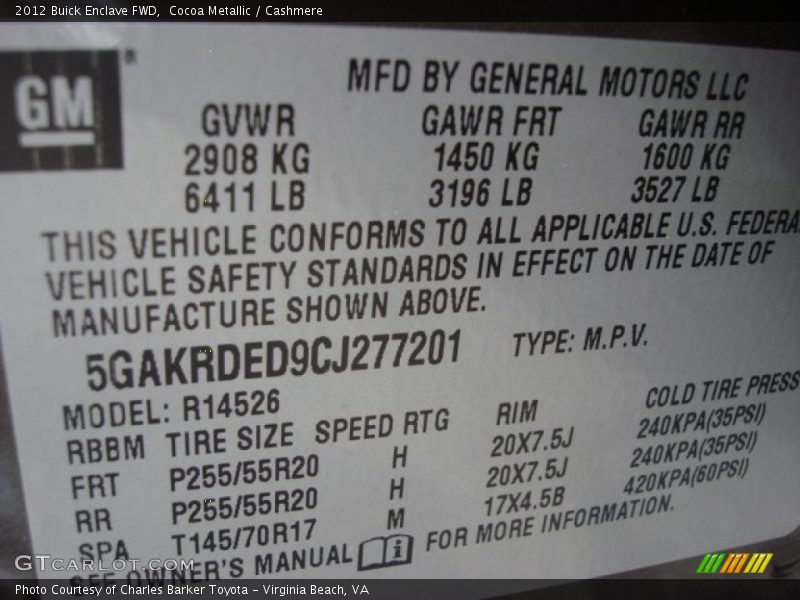 2012 Buick Enclave FWD,  Cocoa Metallic / Cashmere
GM ®
MFD BY GENERAL MOTORS LLC
GVWR GAWR FRT GAWR RR
2908 KG 1450 KG 1600 KG
6411 LB 3196 LB 3527 LB
THIS VEHICLE CONFORMS TO ALL APPLICABLE U.S. FEDERA
VEHICLE SAFETY STANDARDS IN EFFECT ON THE DATE OF
MANUFACTURE SHOWN ABOVE.
5GAKRDED9CJ277201 TYPE: M.P.V.
MODEL: R14526
RBBM TIRE SIZE SPEED RTG RIM COLD TIRE PRESS
FRT P255/55R20 H 20X7.5J 240KPA(35PSI)
RR P255/55R20 H 20X7.5J 240KPA(35PSI)
SPA T145/70R17 M 17X4.5B 420KPA(60PSI)
SEE OWNER'S MANUAL FOR MORE INFORMATION.
GTCarLot.com
Photo Courtesy of Charles Barker Toyota - Virginia Beach, VA